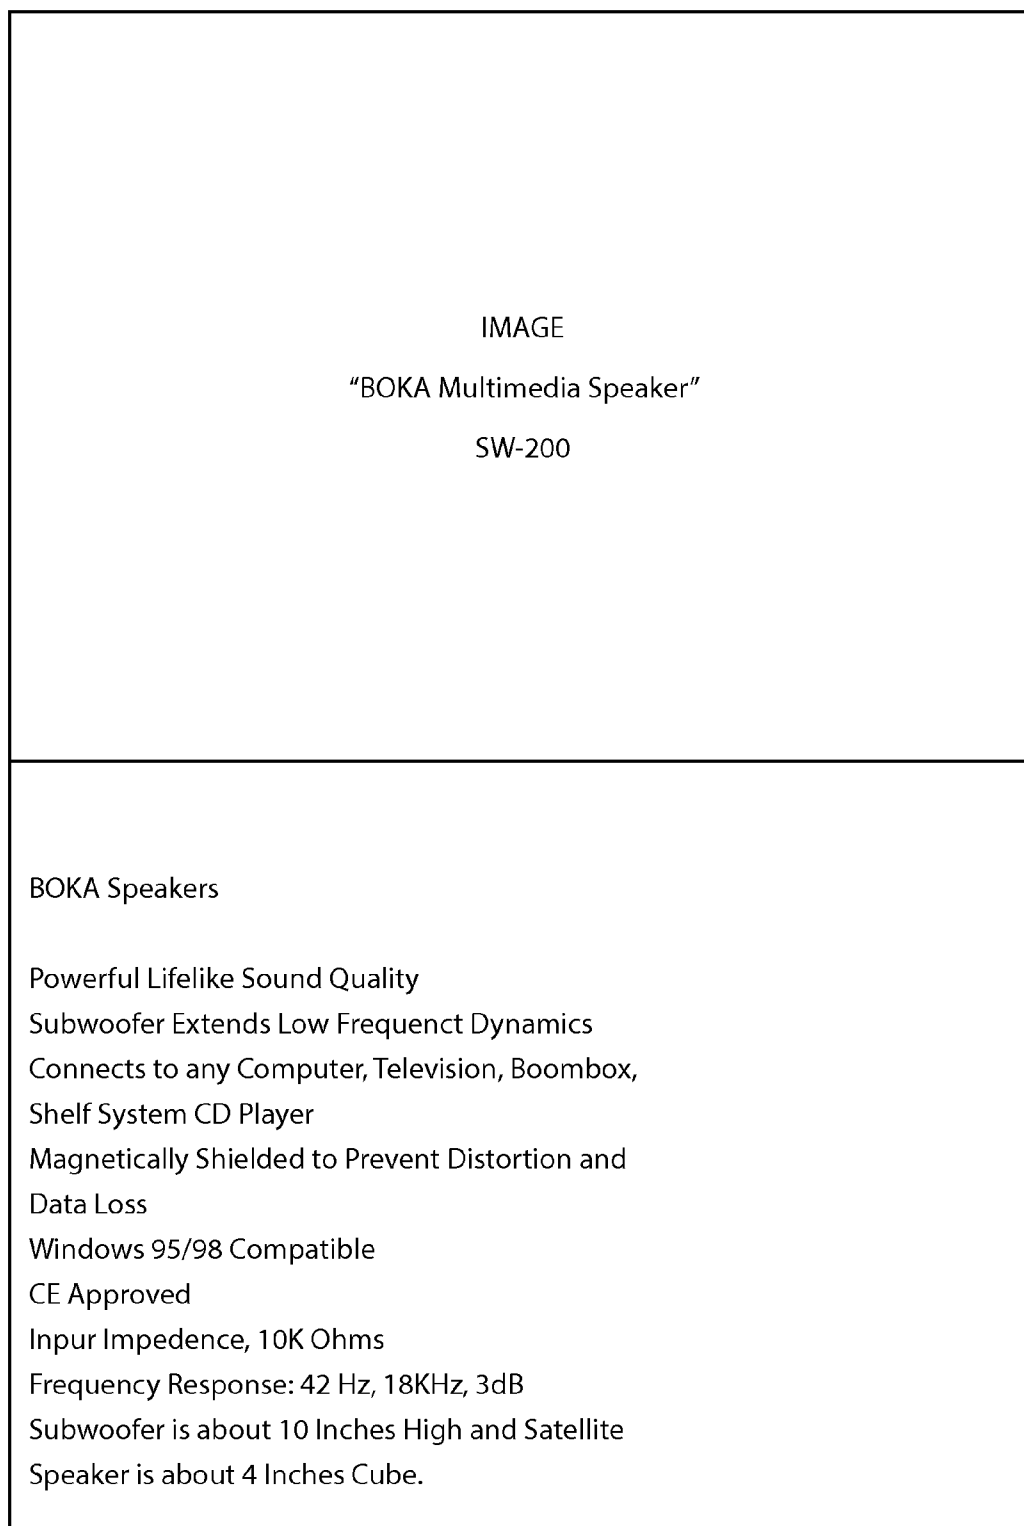 IMAGE
“BOKA Multimedia Speaker”
SW-200
BOKA Speakers
Powerful Lifelike Sound Quality
Subwoofer Extends Low Frequenct Dynamics
Connects to any Computer, Television, Boombox,
Shelf System CD Player
Magnetically Shielded to Prevent Distortion and
Data Loss
Windows 95/98 Compatible
CE Approved
Inpur Impedence, 10K Ohms
Frequency Response: 42 Hz, 18KHz, 3dB
Subwoofer is about 10 Inches High and Satellite
Speaker is about 4 Inches Cube.